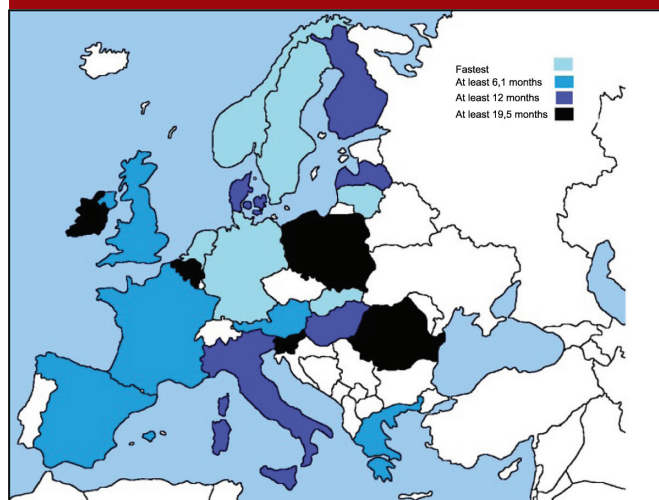 Fastest
At least 6,1 months
At least 12 months
At least 19,5 months